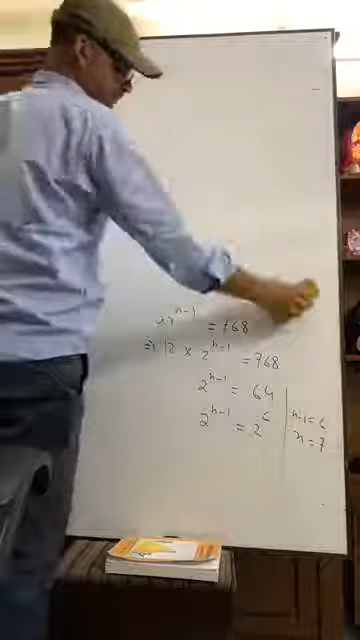 ar^{n-1} = 768
⇒ 12 × 2^{n-1} = 768
2^{n-1} = 64
2^{n-1} = 2^6
n-1 = 6
n = 7